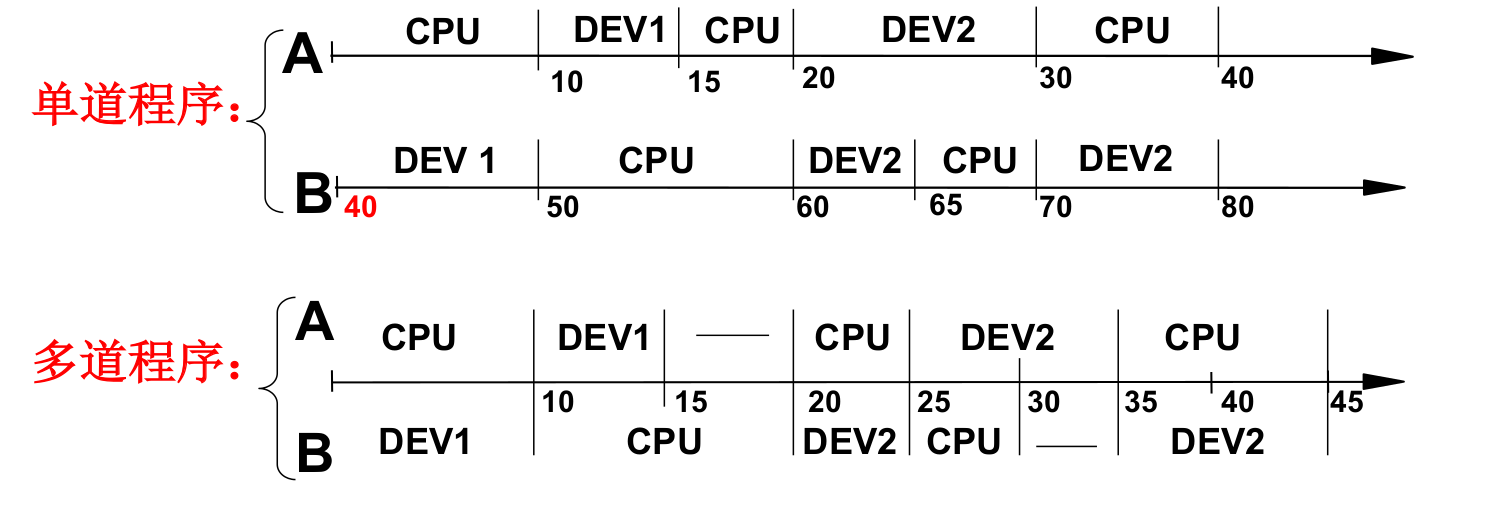 A CPU DEV1 CPU DEV2 CPU
10 15 20 30 40
单道程序:
B DEV 1 CPU DEV2 CPU DEV2
40 50 60 65 70 80
A CPU DEV1 CPU DEV2 CPU
多道程序:
10 15 20 25 30 35 40 45
B DEV1 CPU DEV2 CPU DEV2